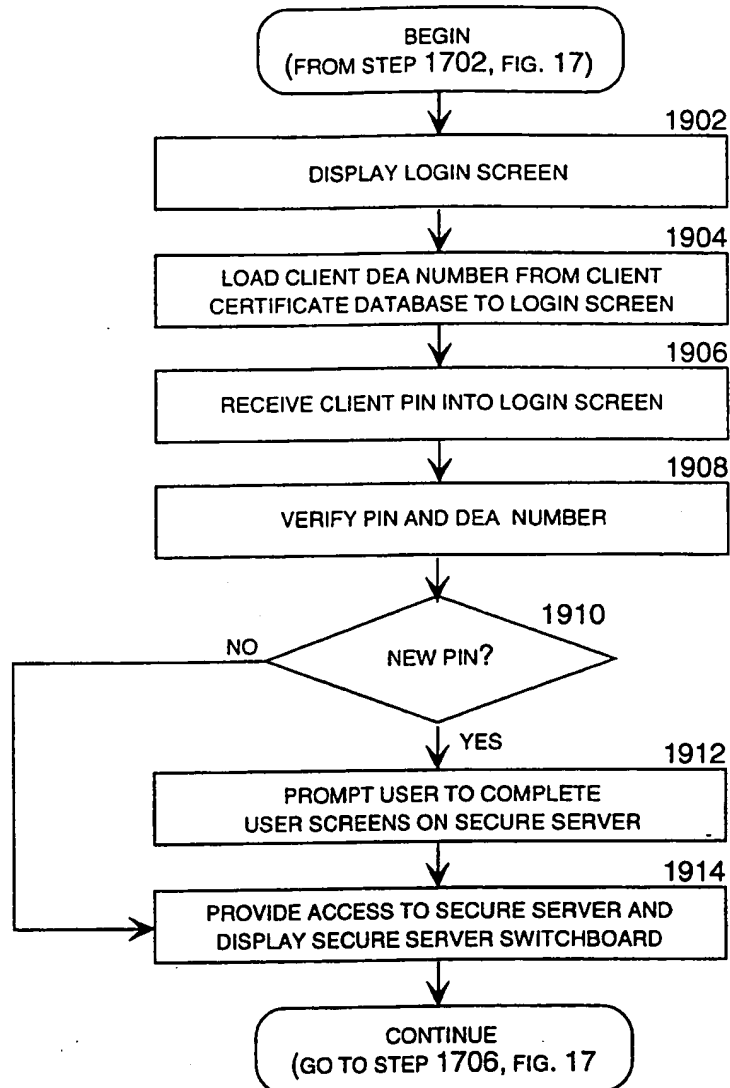 BEGIN
(FROM STEP 1702, FIG. 17)
1902
DISPLAY LOGIN SCREEN
1904
LOAD CLIENT DEA NUMBER FROM CLIENT
CERTIFICATE DATABASE TO LOGIN SCREEN
1906
RECEIVE CLIENT PIN INTO LOGIN SCREEN
1908
VERIFY PIN AND DEA NUMBER
1910
NO
NEW PIN?
YES
1912
PROMPT USER TO COMPLETE
USER SCREENS ON SECURE SERVER
1914
PROVIDE ACCESS TO SECURE SERVER AND
DISPLAY SECURE SERVER SWITCHBOARD
CONTINUE
(GO TO STEP 1706, FIG. 17